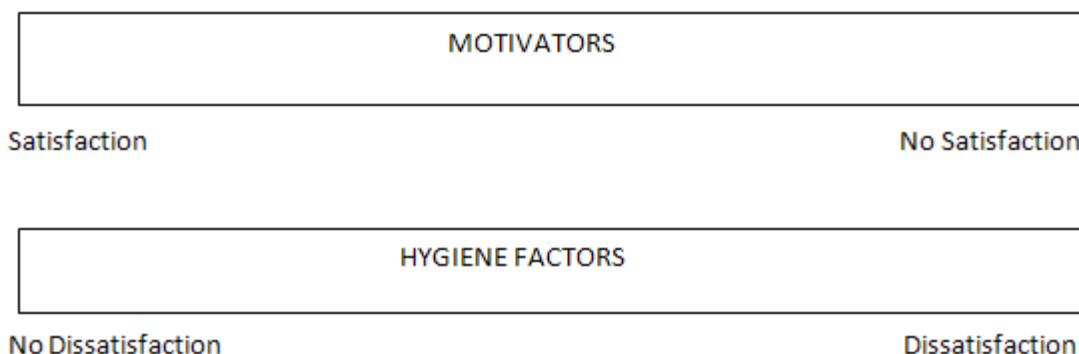 MOTIVATORS
Satisfaction No Satisfaction
HYGIENE FACTORS
No Dissatisfaction Dissatisfaction